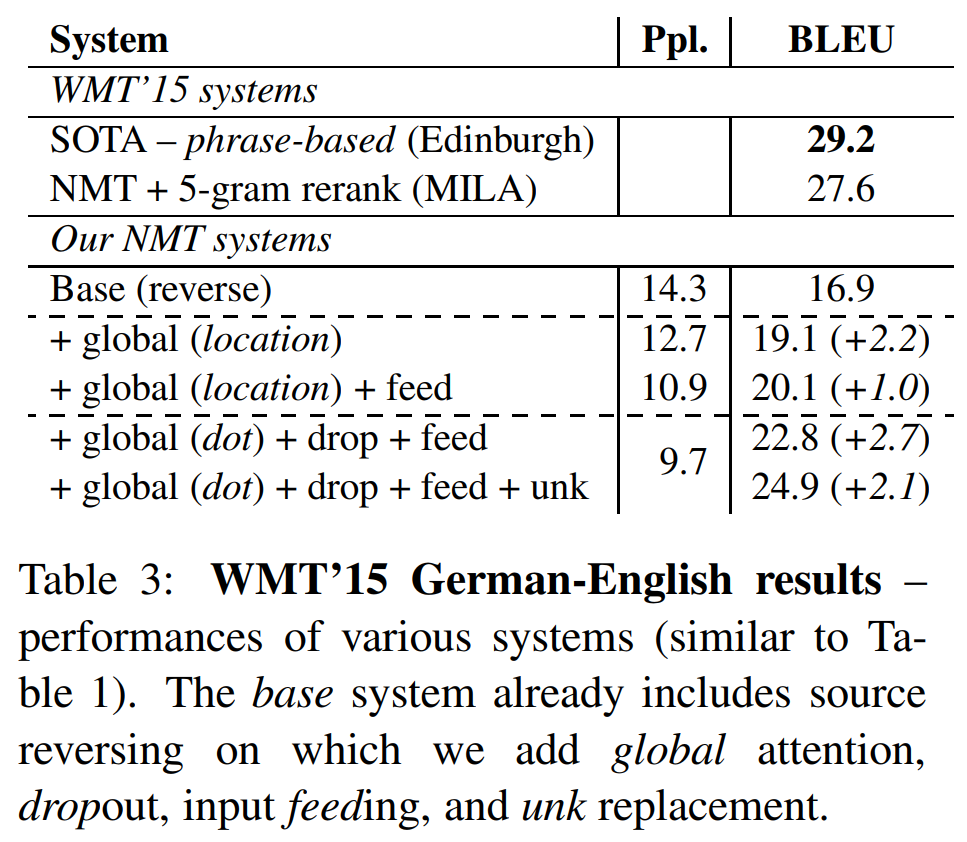 System Ppl. BLEU
WMT’15 systems
SOTA – phrase-based (Edinburgh) 29.2
NMT + 5-gram rerank (MILA) 27.6
Our NMT systems
Base (reverse) 14.3 16.9
+ global (location) 12.7 19.1 (+2.2)
+ global (location) + feed 10.9 20.1 (+1.0)
+ global (dot) + drop + feed 9.7 22.8 (+2.7)
+ global (dot) + drop + feed + unk 24.9 (+2.1)
Table 3: WMT’15 German-English results –
performances of various systems (similar to Ta-
ble 1). The base system already includes source
reversing on which we add global attention,
dropout, input feeding, and unk replacement.